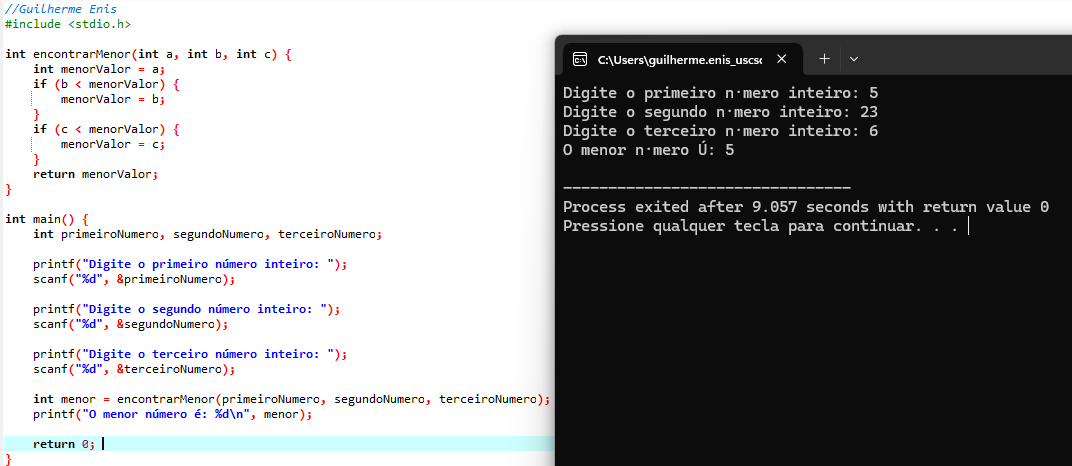 //Guilherme Enis
#include <stdio.h>
int encontrarMenor(int a, int b, int c) {
int menorValor = a;
if (b < menorValor) {
menorValor = b;
}
if (c < menorValor) {
menorValor = c;
}
return menorValor;
}
int main() {
int primeiroNumero, segundoNumero, terceiroNumero;
printf("Digite o primeiro número inteiro: ");
scanf("%d", &primeiroNumero);
printf("Digite o segundo número inteiro: ");
scanf("%d", &segundoNumero);
printf("Digite o terceiro número inteiro: ");
scanf("%d", &terceiroNumero);
int menor = encontrarMenor(primeiroNumero, segundoNumero, terceiroNumero);
printf("O menor número é: %d\n", menor);
return 0;
}
C:\Users\guilherme.enis_uscs
Digite o primeiro n·mero inteiro: 5
Digite o segundo n·mero inteiro: 23
Digite o terceiro n·mero inteiro: 6
O menor n·mero Ú: 5
--------------------------------
Process exited after 9.057 seconds with return value 0
Pressione qualquer tecla para continuar. . .